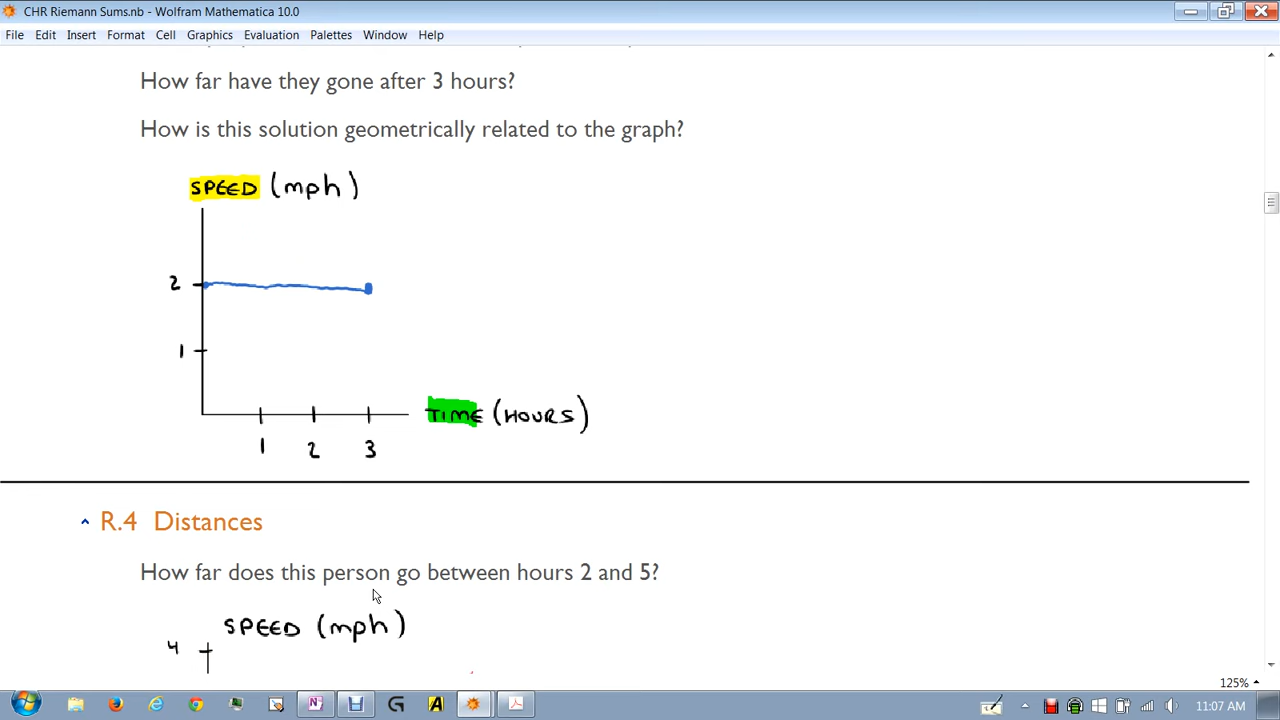 CHR Riemann Sums.nb - Wolfram Mathematica 10.0
File Edit Insert Format Cell Graphics Evaluation Palettes Window Help
How far have they gone after 3 hours?
How is this solution geometrically related to the graph?
SPEED (mph)
2
1
TIME (HOURS)
1 2 3
R.4 Distances
How far does this person go between hours 2 and 5?
SPEED (mph)
4
125%
11:07 AM